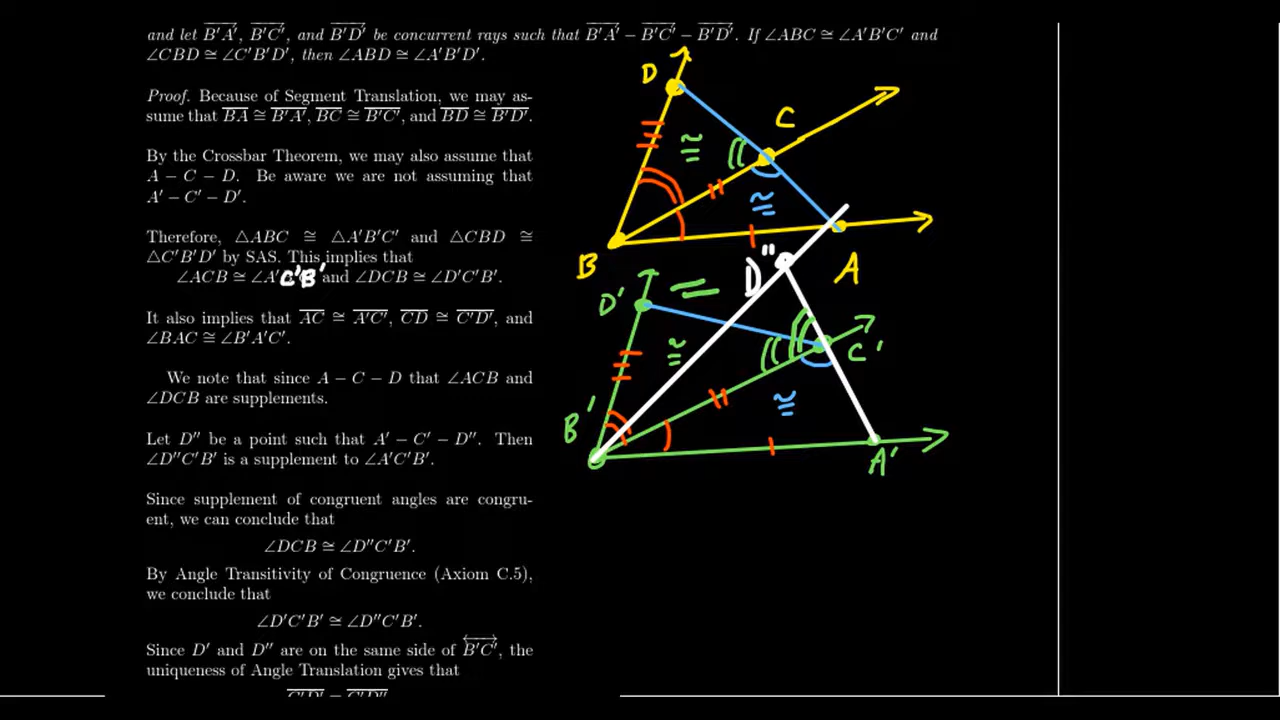 and let B'A', B'C', and B'D' be concurrent rays such that B'A' − B'C' − B'D'. If ∠ABC ≅ ∠A'B'C' and
∠CBD ≅ ∠C'B'D', then ∠ABD ≅ ∠A'B'D'.
Proof. Because of Segment Translation, we may as-
sume that BA ≅ B'A', BC ≅ B'C', and BD ≅ B'D'.
By the Crossbar Theorem, we may also assume that
A − C − D. Be aware we are not assuming that
A' − C' − D'.
Therefore, △ABC ≅ △A'B'C' and △CBD ≅
△C'B'D' by SAS. This implies that
∠ACB ≅ ∠A'C'B' and ∠DCB ≅ ∠D'C'B'.
It also implies that AC ≅ A'C', CD ≅ C'D', and
∠BAC ≅ ∠B'A'C'.
We note that since A − C − D that ∠ACB and
∠DCB are supplements.
Let D'' be a point such that A' − C' − D''. Then
∠D''C'B' is a supplement to ∠A'C'B'.
Since supplement of congruent angles are congru-
ent, we can conclude that
∠DCB ≅ ∠D''C'B'.
By Angle Transitivity of Congruence (Axiom C.5),
we conclude that
∠D'C'B' ≅ ∠D''C'B'.
Since D' and D'' are on the same side of B'C', the
uniqueness of Angle Translation gives that
D
C
≅
≅
B
A
D''
D'
=
≅
C'
≅
B'
A'